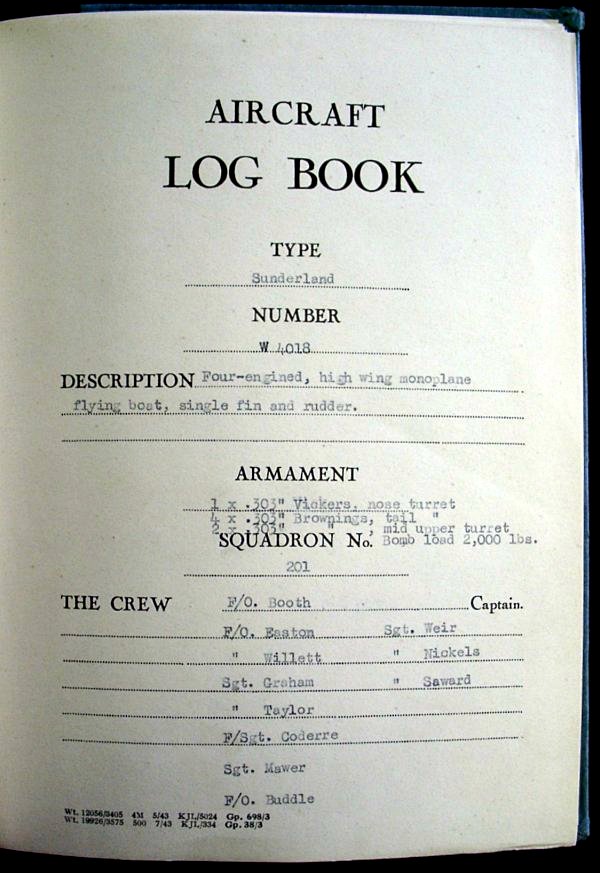 AIRCRAFT
LOG BOOK
TYPE
Sunderland
NUMBER
W 4018
DESCRIPTION Four-engined, high wing monoplane
flying boat, single fin and rudder.
ARMAMENT
1 x .303" Vickers, nose turret
4 x .303" Brownings, tail "
2 x .303" " , mid upper turret
SQUADRON No. Bomb load 2,000 lbs.
201
THE CREW F/O. Booth Captain.
F/O. Easton Sgt. Weir
" Willett " Nickels
Sgt. Graham " Saward
" Taylor
F/Sgt. Coderre
Sgt. Mawer
F/O. Buddle
Wt. 12056/3405 4M 5/43 KJL/5024 Gp. 698/3
Wt. 19926/3575 500 7/43 KJL/334 Gp. 38/3